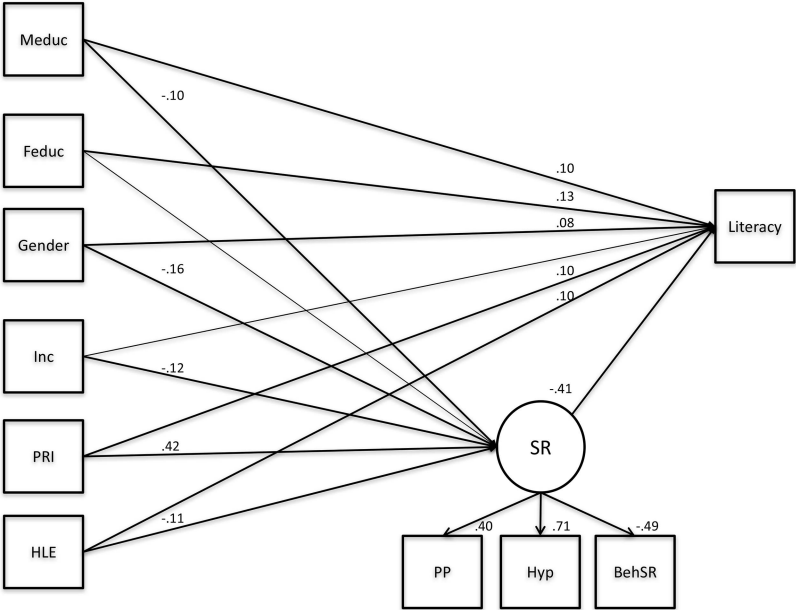 Meduc
-.10
Feduc
.10
.13
Literacy
Gender
.08
-.16
.10
.10
Inc
-.12
-.41
PRI
.42
SR
HLE
-.11
.40
.71
-.49
PP
Hyp
BehSR